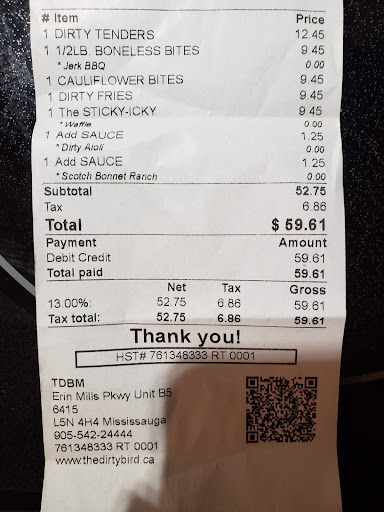 # Item Price
1 DIRTY TENDERS 12.45
1 1/2LB. BONELESS BITES 9.45
* Jerk BBQ 0.00
1 CAULIFLOWER BITES 9.45
1 DIRTY FRIES 9.45
1 The STICKY-ICKY 9.45
* Waffle 0.00
1 Add SAUCE 1.25
* Dirty Aioli 0.00
1 Add SAUCE 1.25
* Scotch Bonnet Ranch 0.00
Subtotal 52.75
Tax 6.86
Total $ 59.61
Payment Amount
Debit Credit 59.61
Total paid 59.61
Net Tax Gross
13.00%: 52.75 6.86 59.61
Tax total: 52.75 6.86 59.61
Thank you!
HST# 761348333 RT 0001
TDBM
Erin Mills Pkwy Unit B5
6415
L5N 4H4 Mississauga
905-542-24444
761348333 RT 0001
www.thedirtybird.ca